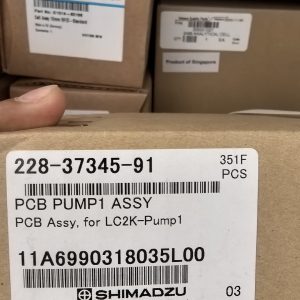 Product of Singapore
228-37345-91
351F
PCS
PCB PUMP1 ASSY
PCB Assy, for LC2K-Pump1
11A6990318035L00
SHIMADZU
03